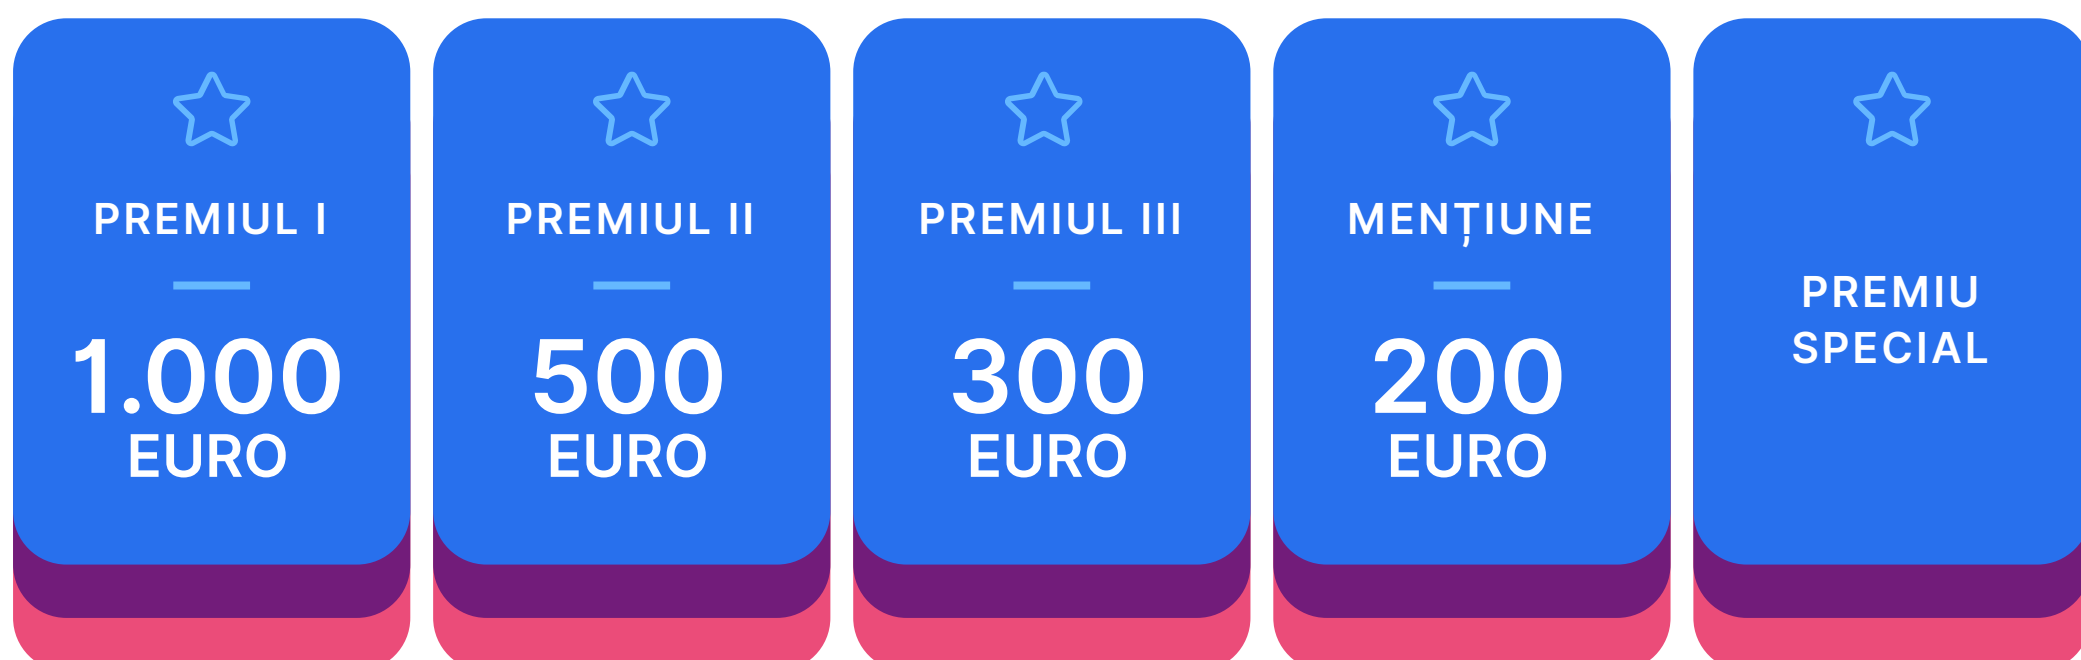 PREMIUL I
1.000
EURO
PREMIUL II
500
EURO
PREMIUL III
300
EURO
MENȚIUNE
200
EURO
PREMIU
SPECIAL